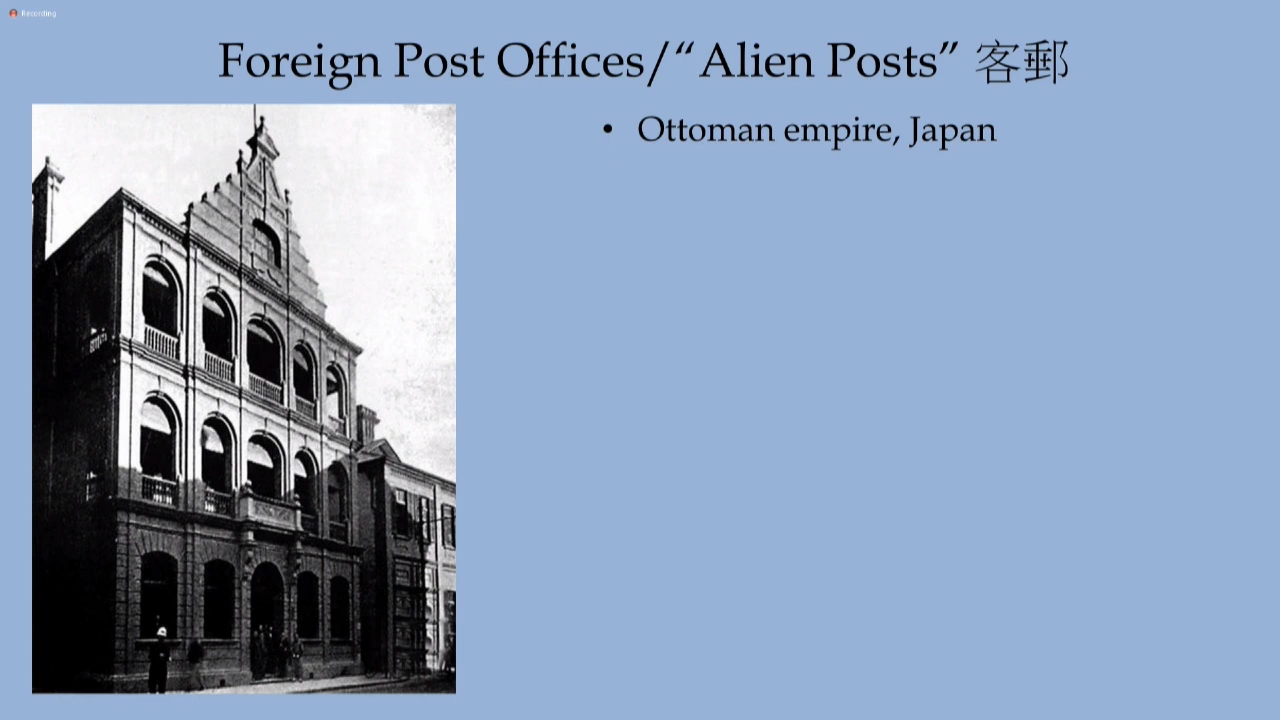 Recording
Foreign Post Offices/“Alien Posts” 客郵
• Ottoman empire, Japan